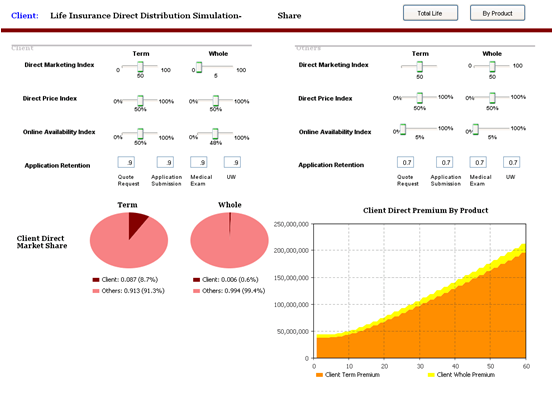 Client: Life Insurance Direct Distribution Simulation- Share
Total Life By Product
Client Others
Term Whole Term Whole
Direct Marketing Index 0 100 0 100 Direct Marketing Index 0 100
50 5 50 50
Direct Price Index 0% 100% 0% 100% Direct Price Index 0% 100% 0% 100%
50% 50% 50% 50%
Online Availability Index 0% 100% 0% 100% Online Availability Index 0% 100% 0% 100%
50% 48% 5% 5%
Application Retention .9 .9 .9 .9 Application Retention 0.7 0.7 0.7 0.7
Quote Application Medical UW Quote Application Medical UW
Request Submission Exam Request Submission Exam
Term Whole
Client Direct
Market Share
Client: 0.087 (8.7%) Client: 0.006 (0.6%)
Others: 0.913 (91.3%) Others: 0.994 (99.4%)
Client Direct Premium By Product
250,000,000
200,000,000
150,000,000
100,000,000
50,000,000
0
0 10 20 30 40 50 60
Client Term Premium Client Whole Premium